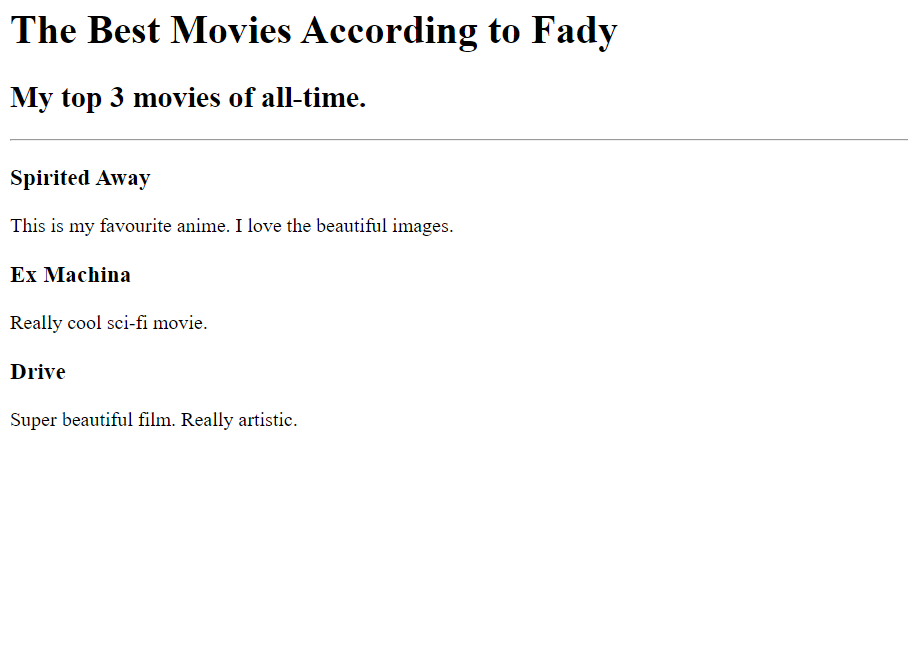 The Best Movies According to Fady
My top 3 movies of all-time.
Spirited Away
This is my favourite anime. I love the beautiful images.
Ex Machina
Really cool sci-fi movie.
Drive
Super beautiful film. Really artistic.